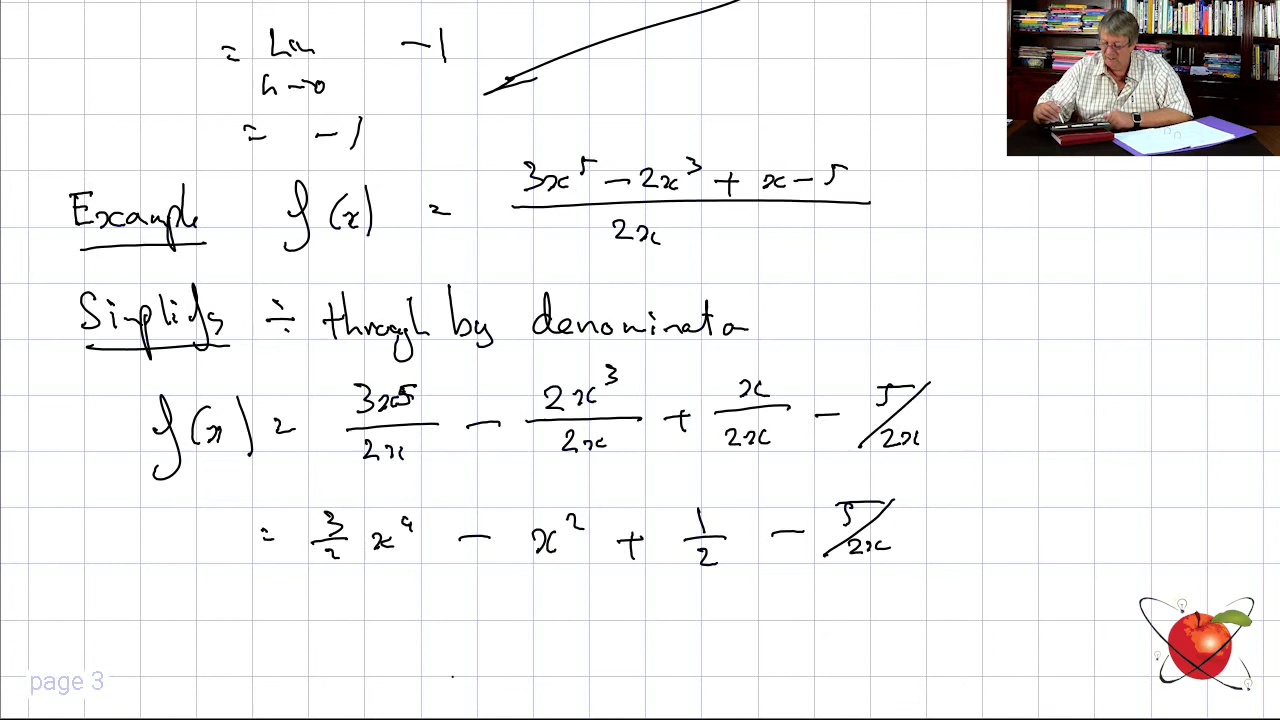 = Lim -1
h→0
= -1
Example f(x) = (3x⁵ - 2x³ + x - 5)/2x
Simplify ÷ through by denominator
f(x) = 3x⁵/2x - 2x³/2x + x/2x - 5/2x
= 3/2 x⁴ - x² + 1/2 - 5/2x
page 3